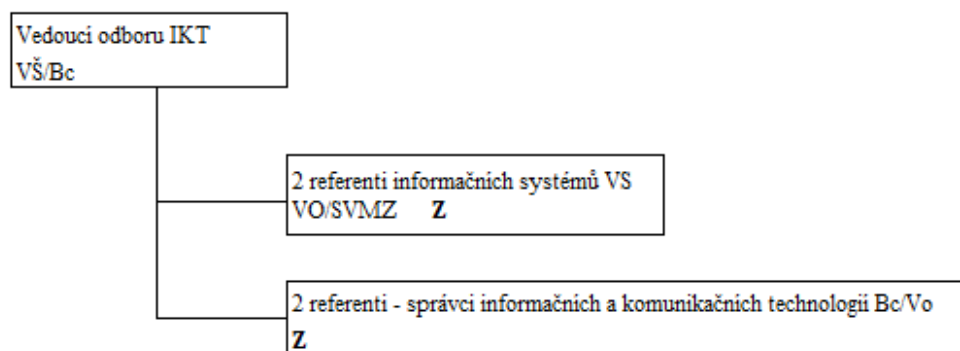 Vedoucí odboru IKT
VŠ/Bc
2 referenti informačních systémů VS
VO/SVMZ Z
2 referenti - správci informačních a komunikačních technologií Bc/Vo
Z